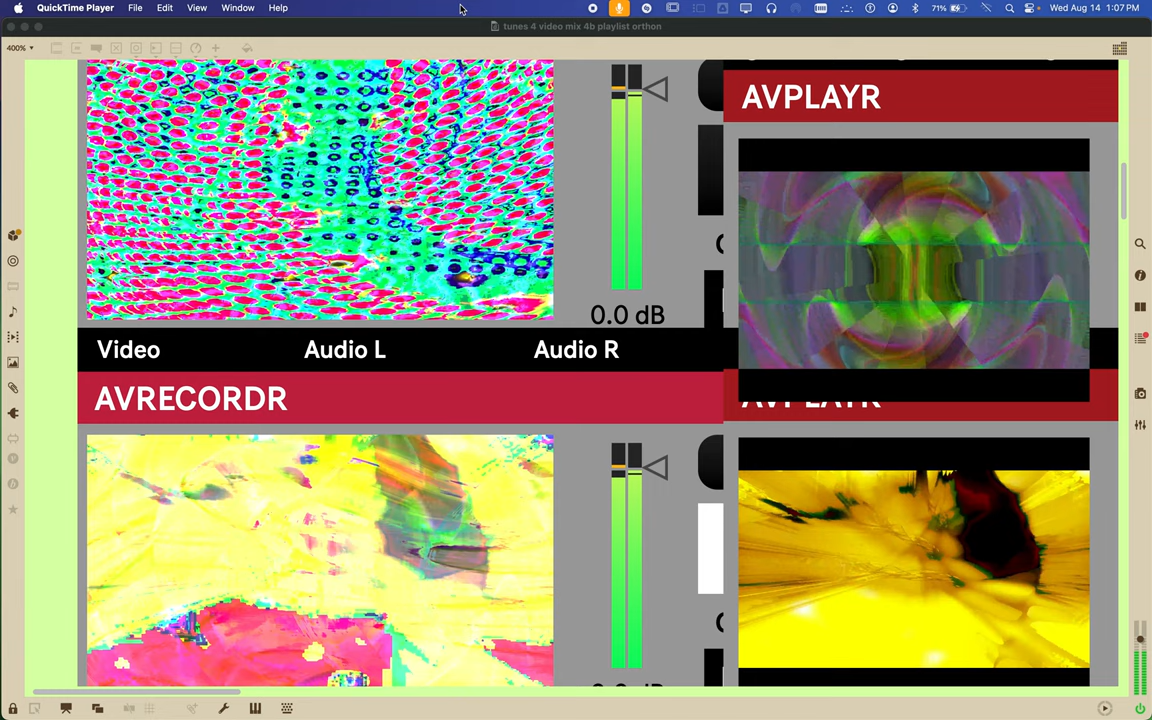 QuickTime Player File Edit View Window Help 71% Wed Aug 14 1:07 PM
tunes 4 video mix 4b playlist orthon
400%
AVPLAYR
0.0 dB
Video Audio L Audio R
AVRECORDR